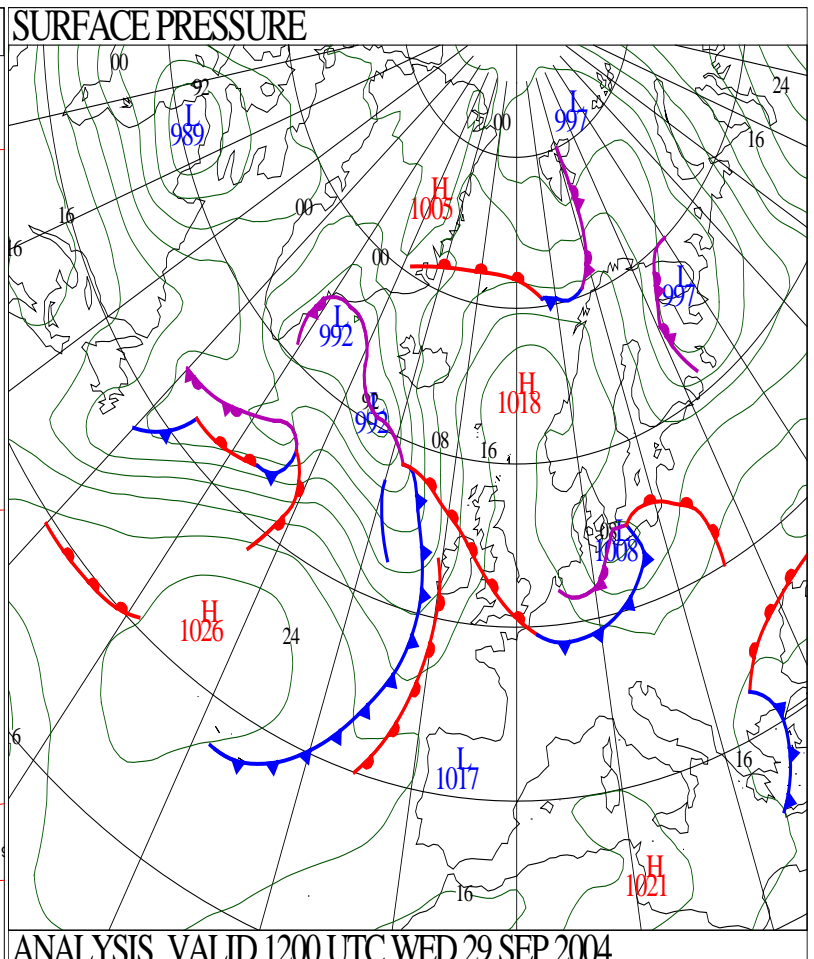 SURFACE PRESSURE
00
92
24
L
989
L
997
00
16
H
1005
00
16
16
00
L
997
L
992
H
1018
L
992
08
16
L
1008
H
1026
24
6
L
1017
16
H
1021
16
ANALYSIS VALID 1200 UTC WED 29 SEP 2004